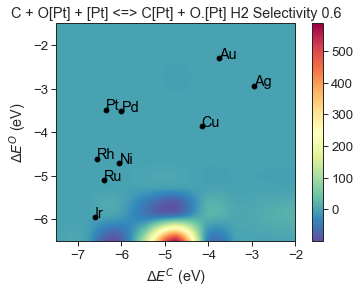 C + O[Pt] + [Pt] <=> C[Pt] + O.[Pt] H2 Selectivity 0.6
ΔE^O (eV)
−2
−3
−4
−5
−6
Au
Ag
Pt
Pd
Cu
Rh
Ni
Ru
Ir
−7
−6
−5
−4
−3
−2
ΔE^C (eV)
500
400
300
200
100
0